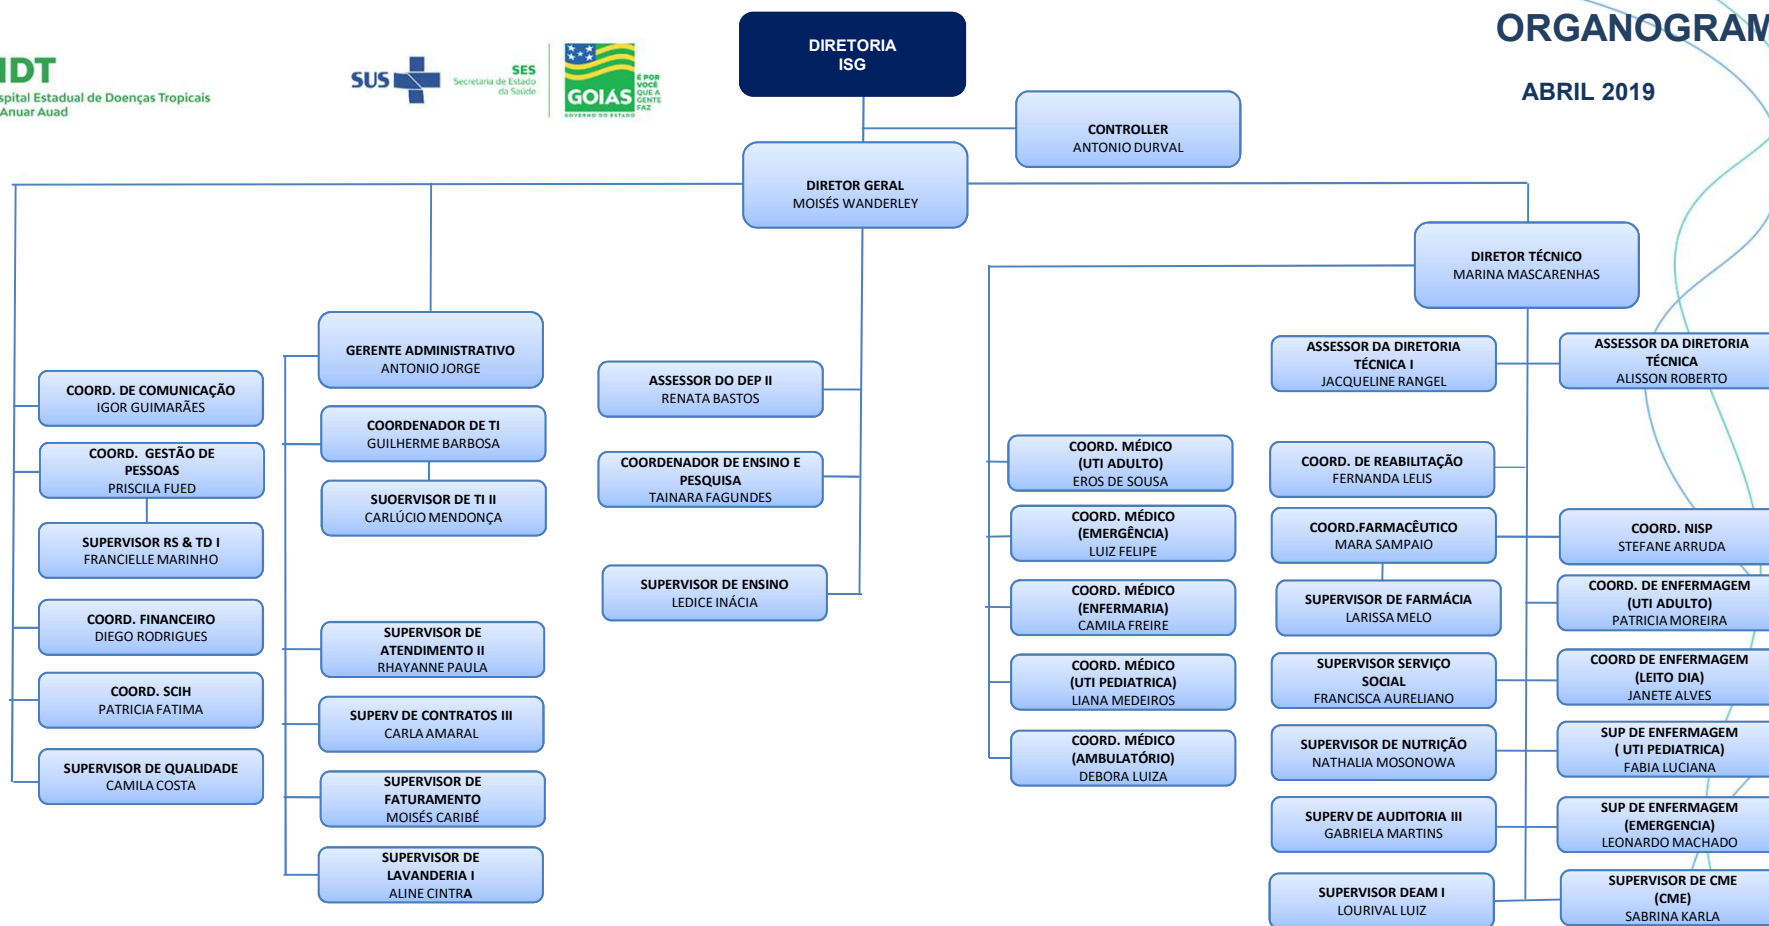 DIRETORIA
ISG
ORGANOGRAM
ABRIL 2019
IDT
spital Estadual de Doenças Tropicais
Anuar Auad
SUS
SES
Secretaria de Estado
da Saúde
GOIÁS
GOVERNO DO ESTADO
É POR
VOCÊ
QUE A
GENTE
FAZ
CONTROLLER
ANTONIO DURVAL
DIRETOR GERAL
MOISÉS WANDERLEY
DIRETOR TÉCNICO
MARINA MASCARENHAS
COORD. DE COMUNICAÇÃO
IGOR GUIMARÃES
COORD. GESTÃO DE
PESSOAS
PRISCILA FUED
SUPERVISOR RS & TD I
FRANCIELLE MARINHO
COORD. FINANCEIRO
DIEGO RODRIGUES
COORD. SCIH
PATRICIA FATIMA
SUPERVISOR DE QUALIDADE
CAMILA COSTA
GERENTE ADMINISTRATIVO
ANTONIO JORGE
COORDENADOR DE TI
GUILHERME BARBOSA
SUOERVISOR DE TI II
CARLÚCIO MENDONÇA
SUPERVISOR DE
ATENDIMENTO II
RHAYANNE PAULA
SUPERV DE CONTRATOS III
CARLA AMARAL
SUPERVISOR DE
FATURAMENTO
MOISÉS CARIBÉ
SUPERVISOR DE
LAVANDERIA I
ALINE CINTRA
ASSESSOR DO DEP II
RENATA BASTOS
COORDENADOR DE ENSINO E
PESQUISA
TAINARA FAGUNDES
SUPERVISOR DE ENSINO
LEDICE INÁCIA
COORD. MÉDICO
(UTI ADULTO)
EROS DE SOUSA
COORD. MÉDICO
(EMERGÊNCIA)
LUIZ FELIPE
COORD. MÉDICO
(ENFERMARIA)
CAMILA FREIRE
COORD. MÉDICO
(UTI PEDIATRICA)
LIANA MEDEIROS
COORD. MÉDICO
(AMBULATÓRIO)
DEBORA LUIZA
ASSESSOR DA DIRETORIA
TÉCNICA I
JACQUELINE RANGEL
COORD. DE REABILITAÇÃO
FERNANDA LELIS
COORD.FARMACÊUTICO
MARA SAMPAIO
SUPERVISOR DE FARMÁCIA
LARISSA MELO
SUPERVISOR SERVIÇO
SOCIAL
FRANCISCA AURELIANO
SUPERVISOR DE NUTRIÇÃO
NATHALIA MOSONOWA
SUPERV DE AUDITORIA III
GABRIELA MARTINS
SUPERVISOR DEAM I
LOURIVAL LUIZ
ASSESSOR DA DIRETORIA
TÉCNICA
ALISSON ROBERTO
COORD. NISP
STEFANE ARRUDA
COORD. DE ENFERMAGEM
(UTI ADULTO)
PATRICIA MOREIRA
COORD DE ENFERMAGEM
(LEITO DIA)
JANETE ALVES
SUP DE ENFERMAGEM
( UTI PEDIATRICA)
FABIA LUCIANA
SUP DE ENFERMAGEM
(EMERGENCIA)
LEONARDO MACHADO
SUPERVISOR DE CME
(CME)
SABRINA KARLA